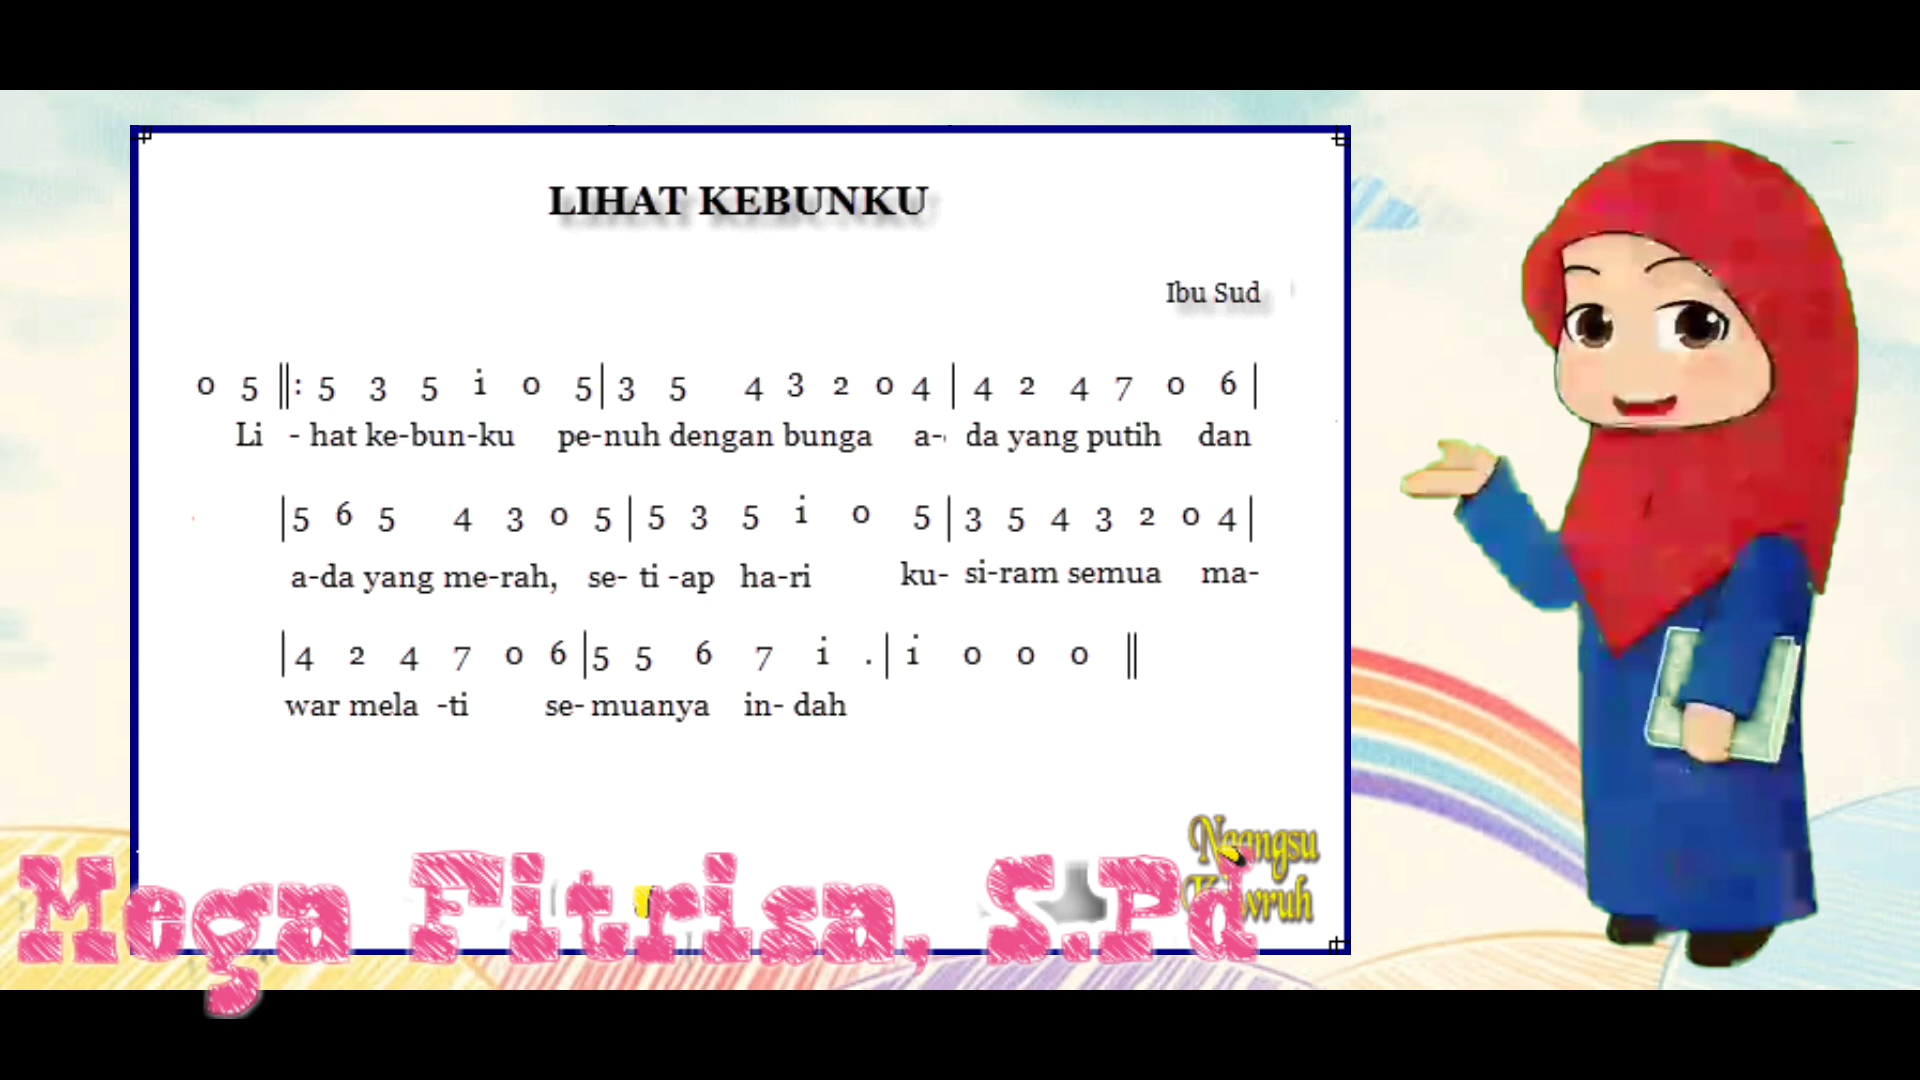 LIHAT KEBUNKU
Ibu Sud
0 5 ‖: 5 3 5 i 0 5 | 3 5 4 3 2 0 4 | 4 2 4 7 0 6 |
Li - hat ke-bun-ku pe-nuh dengan bunga a- da yang putih dan
| 5 6 5 4 3 0 5 | 5 3 5 i 0 5 | 3 5 4 3 2 0 4 |
a-da yang me-rah, se- ti -ap ha-ri ku- si-ram semua ma-
| 4 2 4 7 0 6 | 5 5 6 7 i . | i 0 0 0 ‖
war mela -ti se- muanya in- dah
Ngangsu
Mega Fitrisa, S.Pd